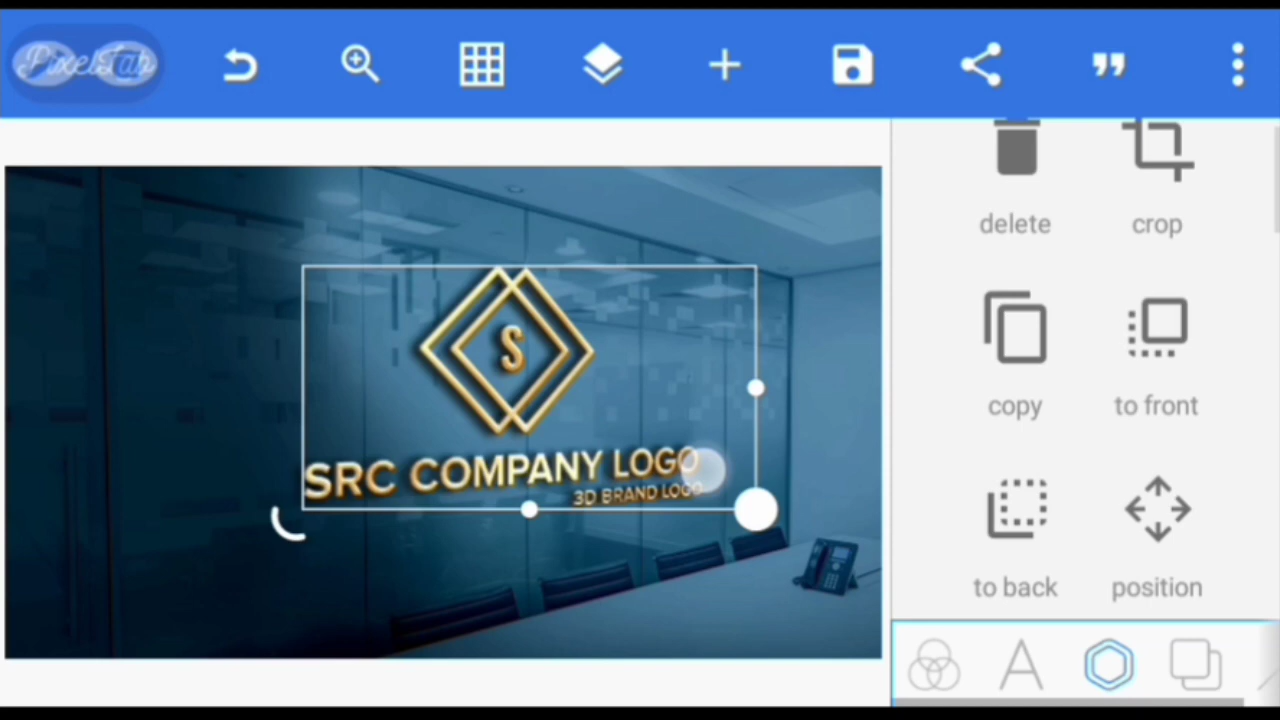 PixelLab
delete
crop
copy
to front
to back
position
S
SRC COMPANY LOGO
3D BRAND LOGO